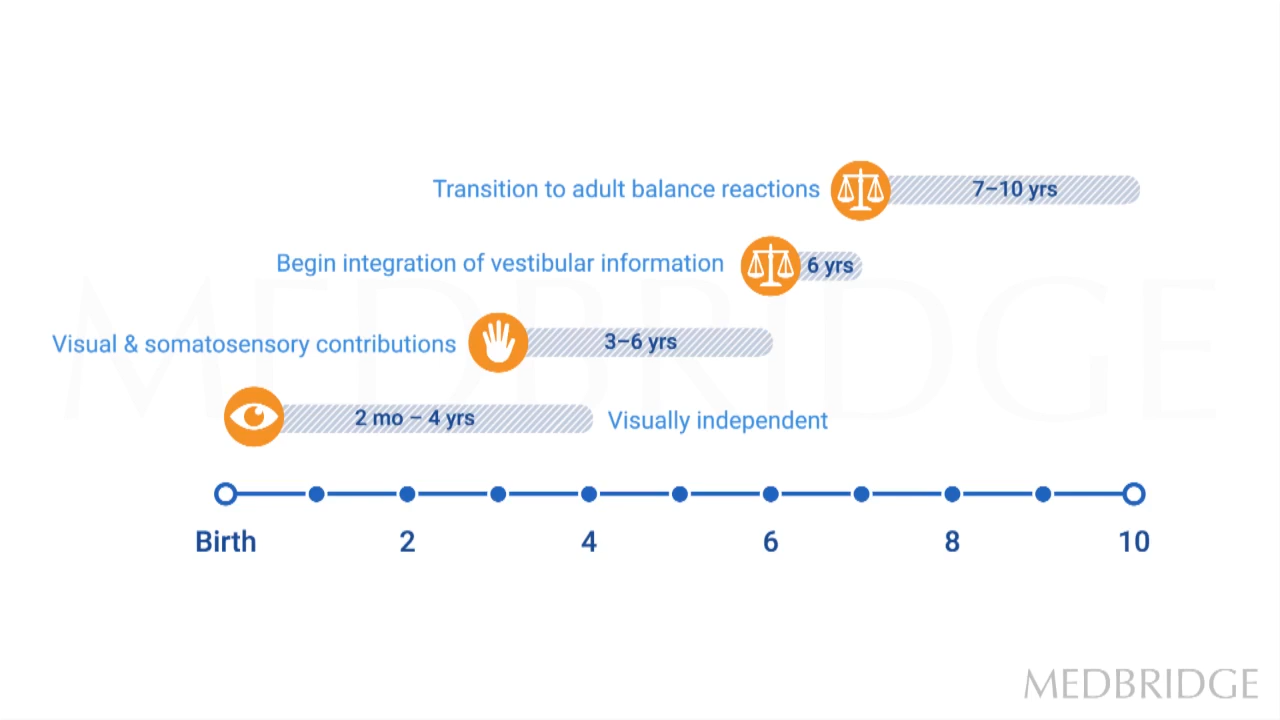 Transition to adult balance reactions 7–10 yrs
Begin integration of vestibular information 6 yrs
Visual & somatosensory contributions 3–6 yrs
2 mo – 4 yrs Visually independent
Birth 2 4 6 8 10
MEDBRIDGE
MEDBRIDGE